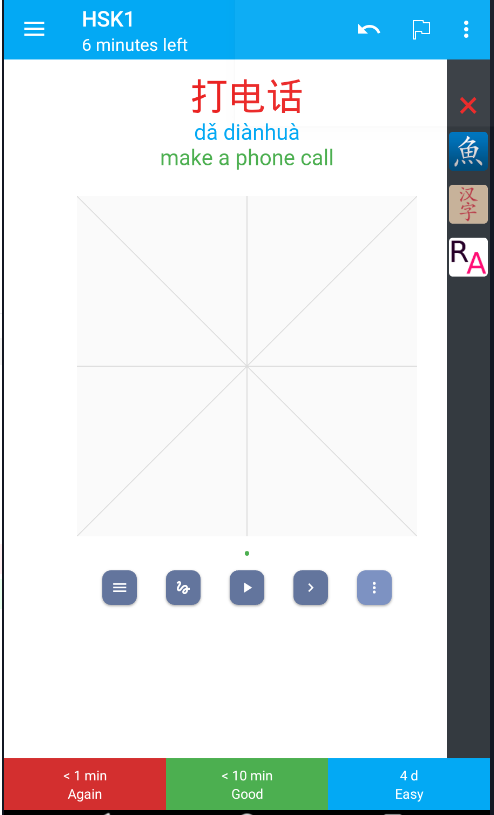 HSK1
6 minutes left
打电话
dǎ diànhuà
make a phone call
魚
汉
字
R
A
< 1 min
Again
< 10 min
Good
4 d
Easy